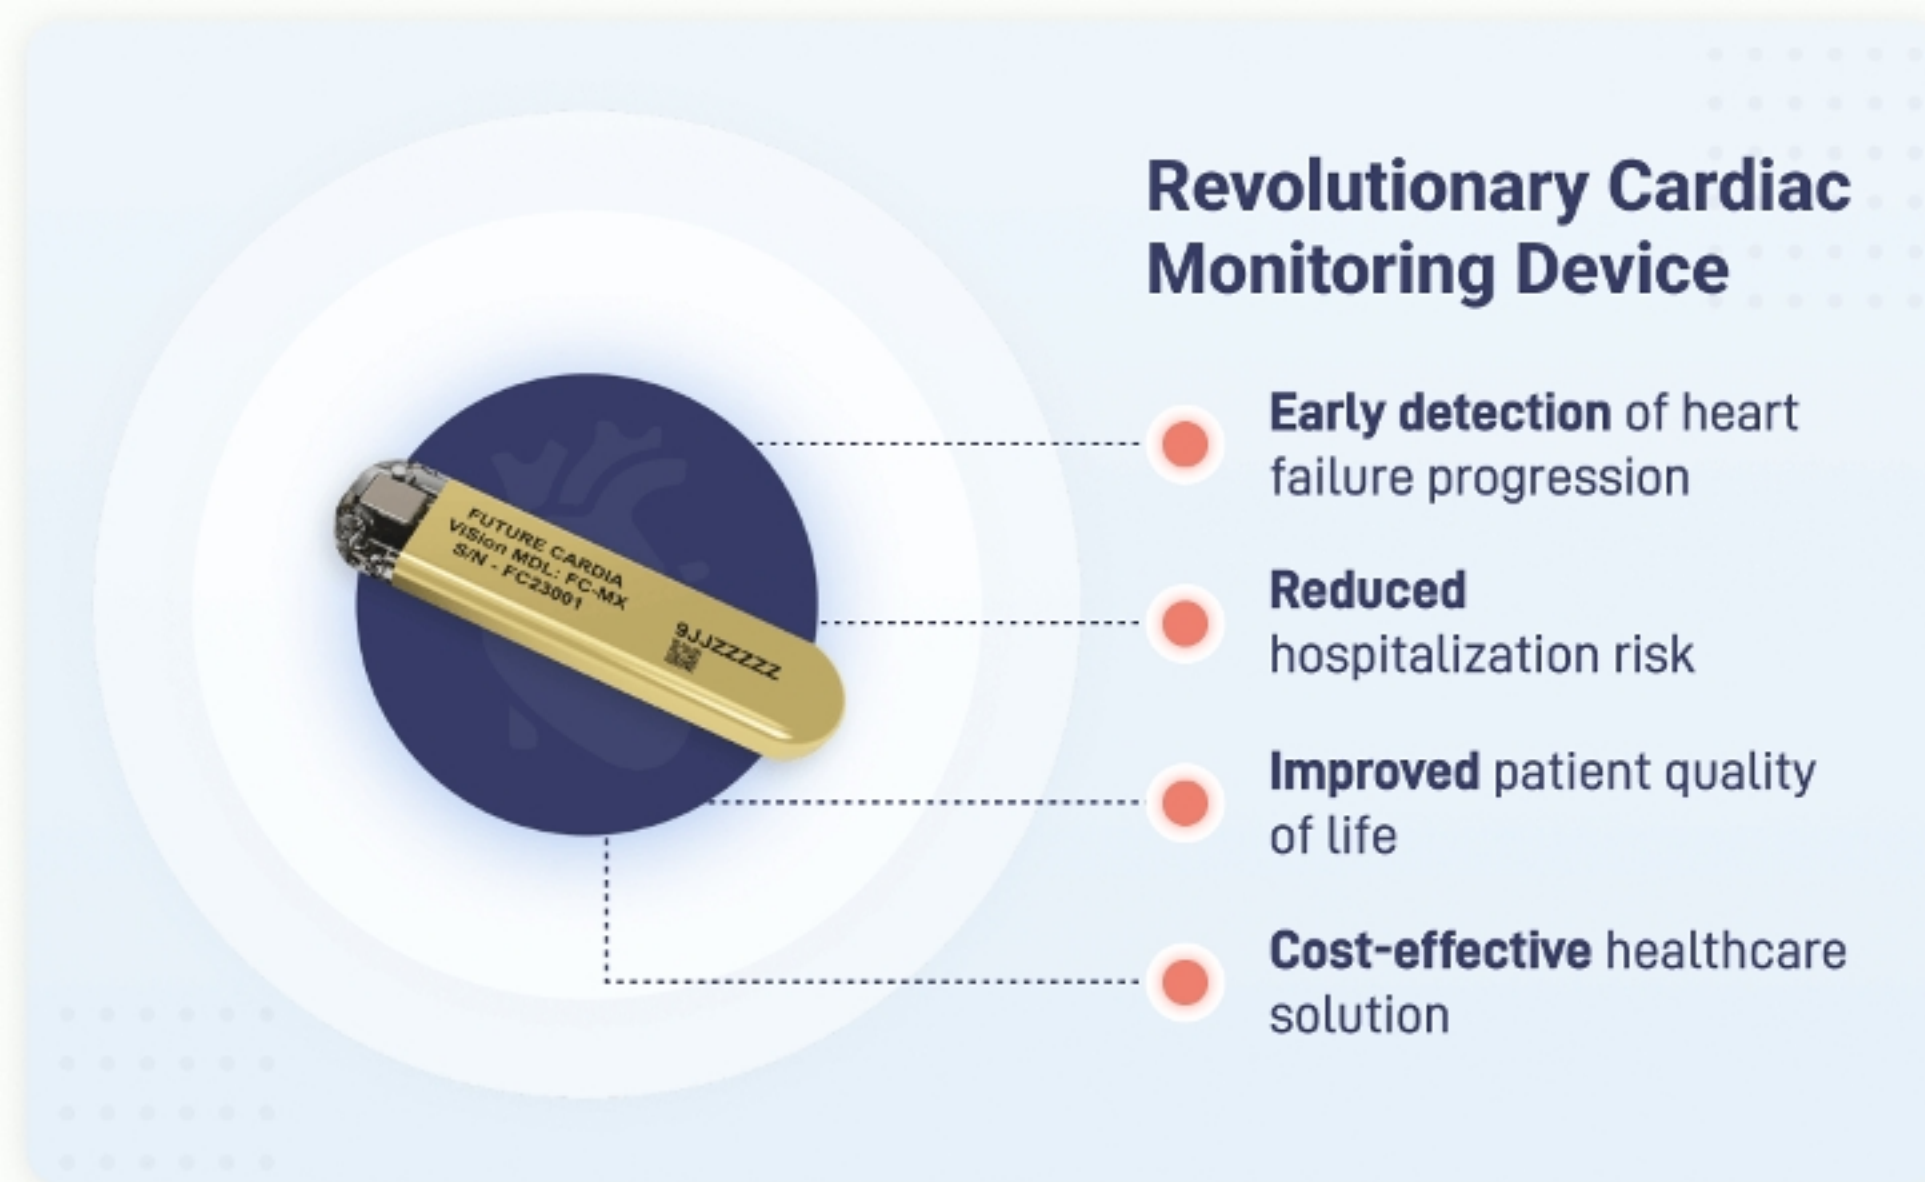 Revolutionary Cardiac
Monitoring Device
Early detection of heart
failure progression
Reduced
hospitalization risk
Improved patient quality
of life
Cost-effective healthcare
solution
FUTURE CARDIA
ViSion MDL: FC-MX
S/N - FC23001
9JJZZZZZ